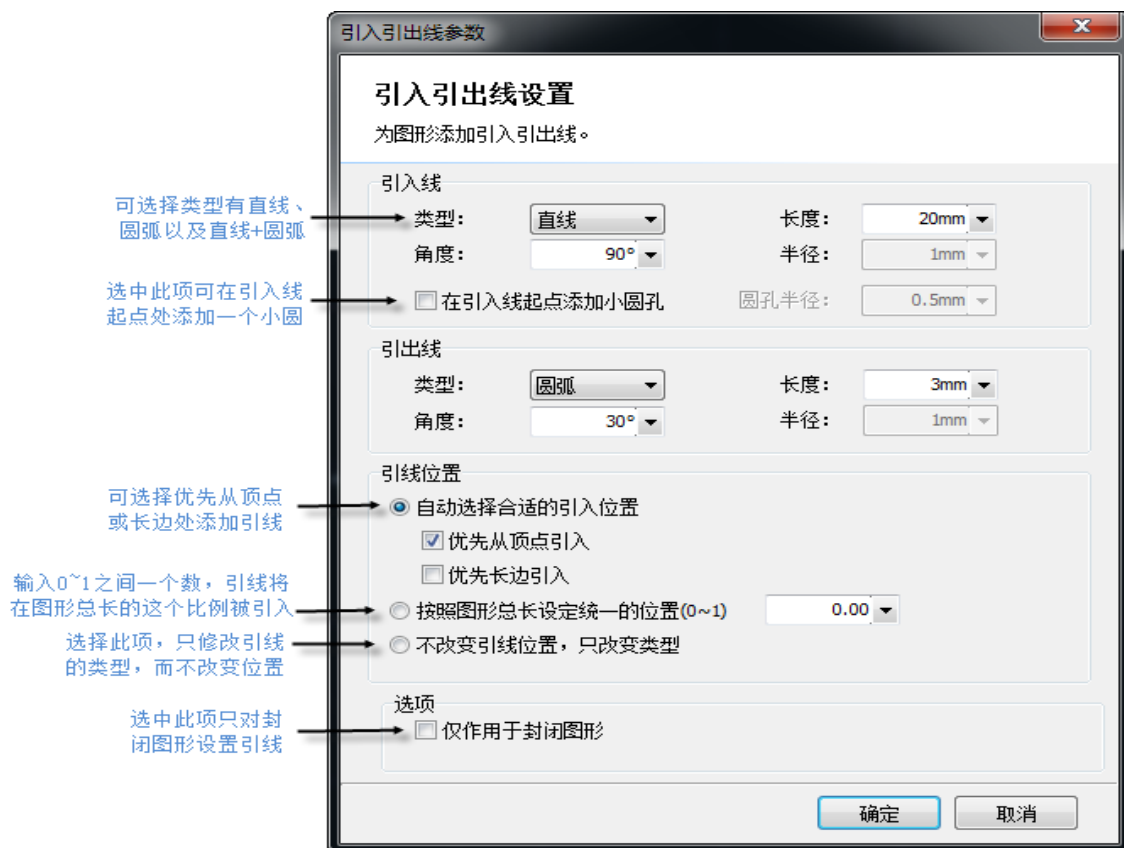 引入引出线参数
引入引出线设置
为图形添加引入引出线。
引入线
可选择类型有直线、
圆弧以及直线+圆弧
类型: 直线 长度: 20mm
角度: 90° 半径: 1mm
选中此项可在引入线
起点处添加一个小圆
在引入线起点添加小圆孔 圆孔半径: 0.5mm
引出线
类型: 圆弧 长度: 3mm
角度: 30° 半径: 1mm
引线位置
可选择优先从顶点
或长边处添加引线
自动选择合适的引入位置
优先从顶点引入
优先长边引入
输入0~1之间一个数，引线将
在图形总长的这个比例被引入
按照图形总长设定统一的位置(0~1) 0.00
选择此项，只修改引线
的类型，而不改变位置
不改变引线位置，只改变类型
选项
选中此项只对封
闭图形设置引线
仅作用于封闭图形
确定 取消